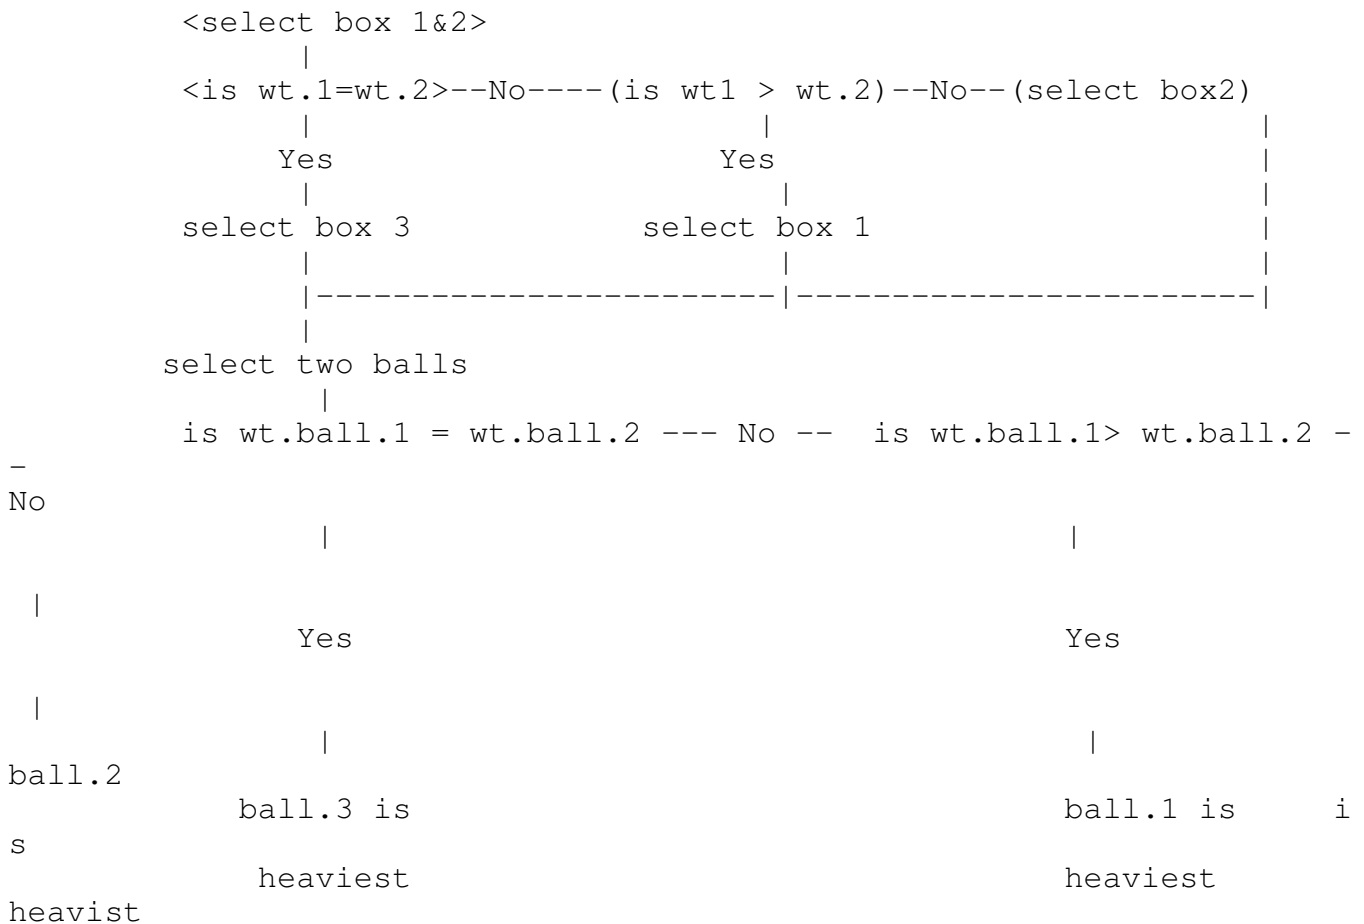 <select box 1&2>
|
<is wt.1=wt.2>--No----(is wt1 > wt.2)--No--(select box2)
| | |
Yes Yes |
| | |
select box 3 select box 1 |
| | |
|------------------------|------------------------|
|
select two balls
|
is wt.ball.1 = wt.ball.2 --- No -- is wt.ball.1> wt.ball.2 -
-
No
| |
|
Yes Yes
|
| |
ball.2
ball.3 is ball.1 is i
s
heaviest heaviest
heavist